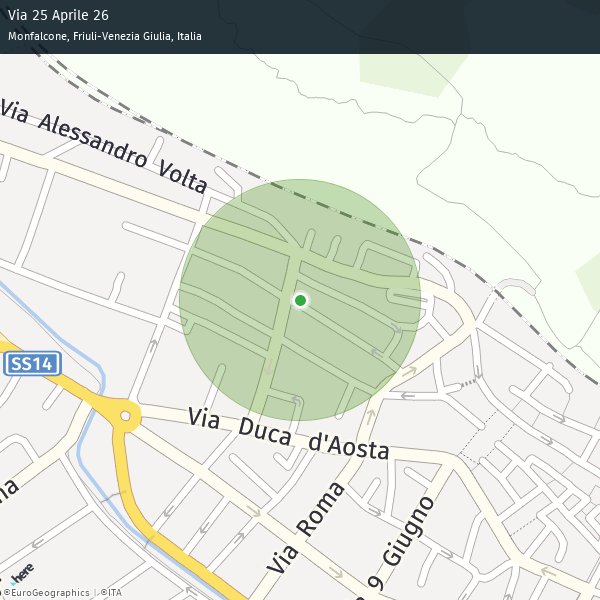 Via 25 Aprile 26
Monfalcone, Friuli-Venezia Giulia, Italia
Via Alessandro Volta
SS14
Via Duca d'Aosta
na
Via Roma
9 Giugno
here
©EuroGeographics | ©ITA